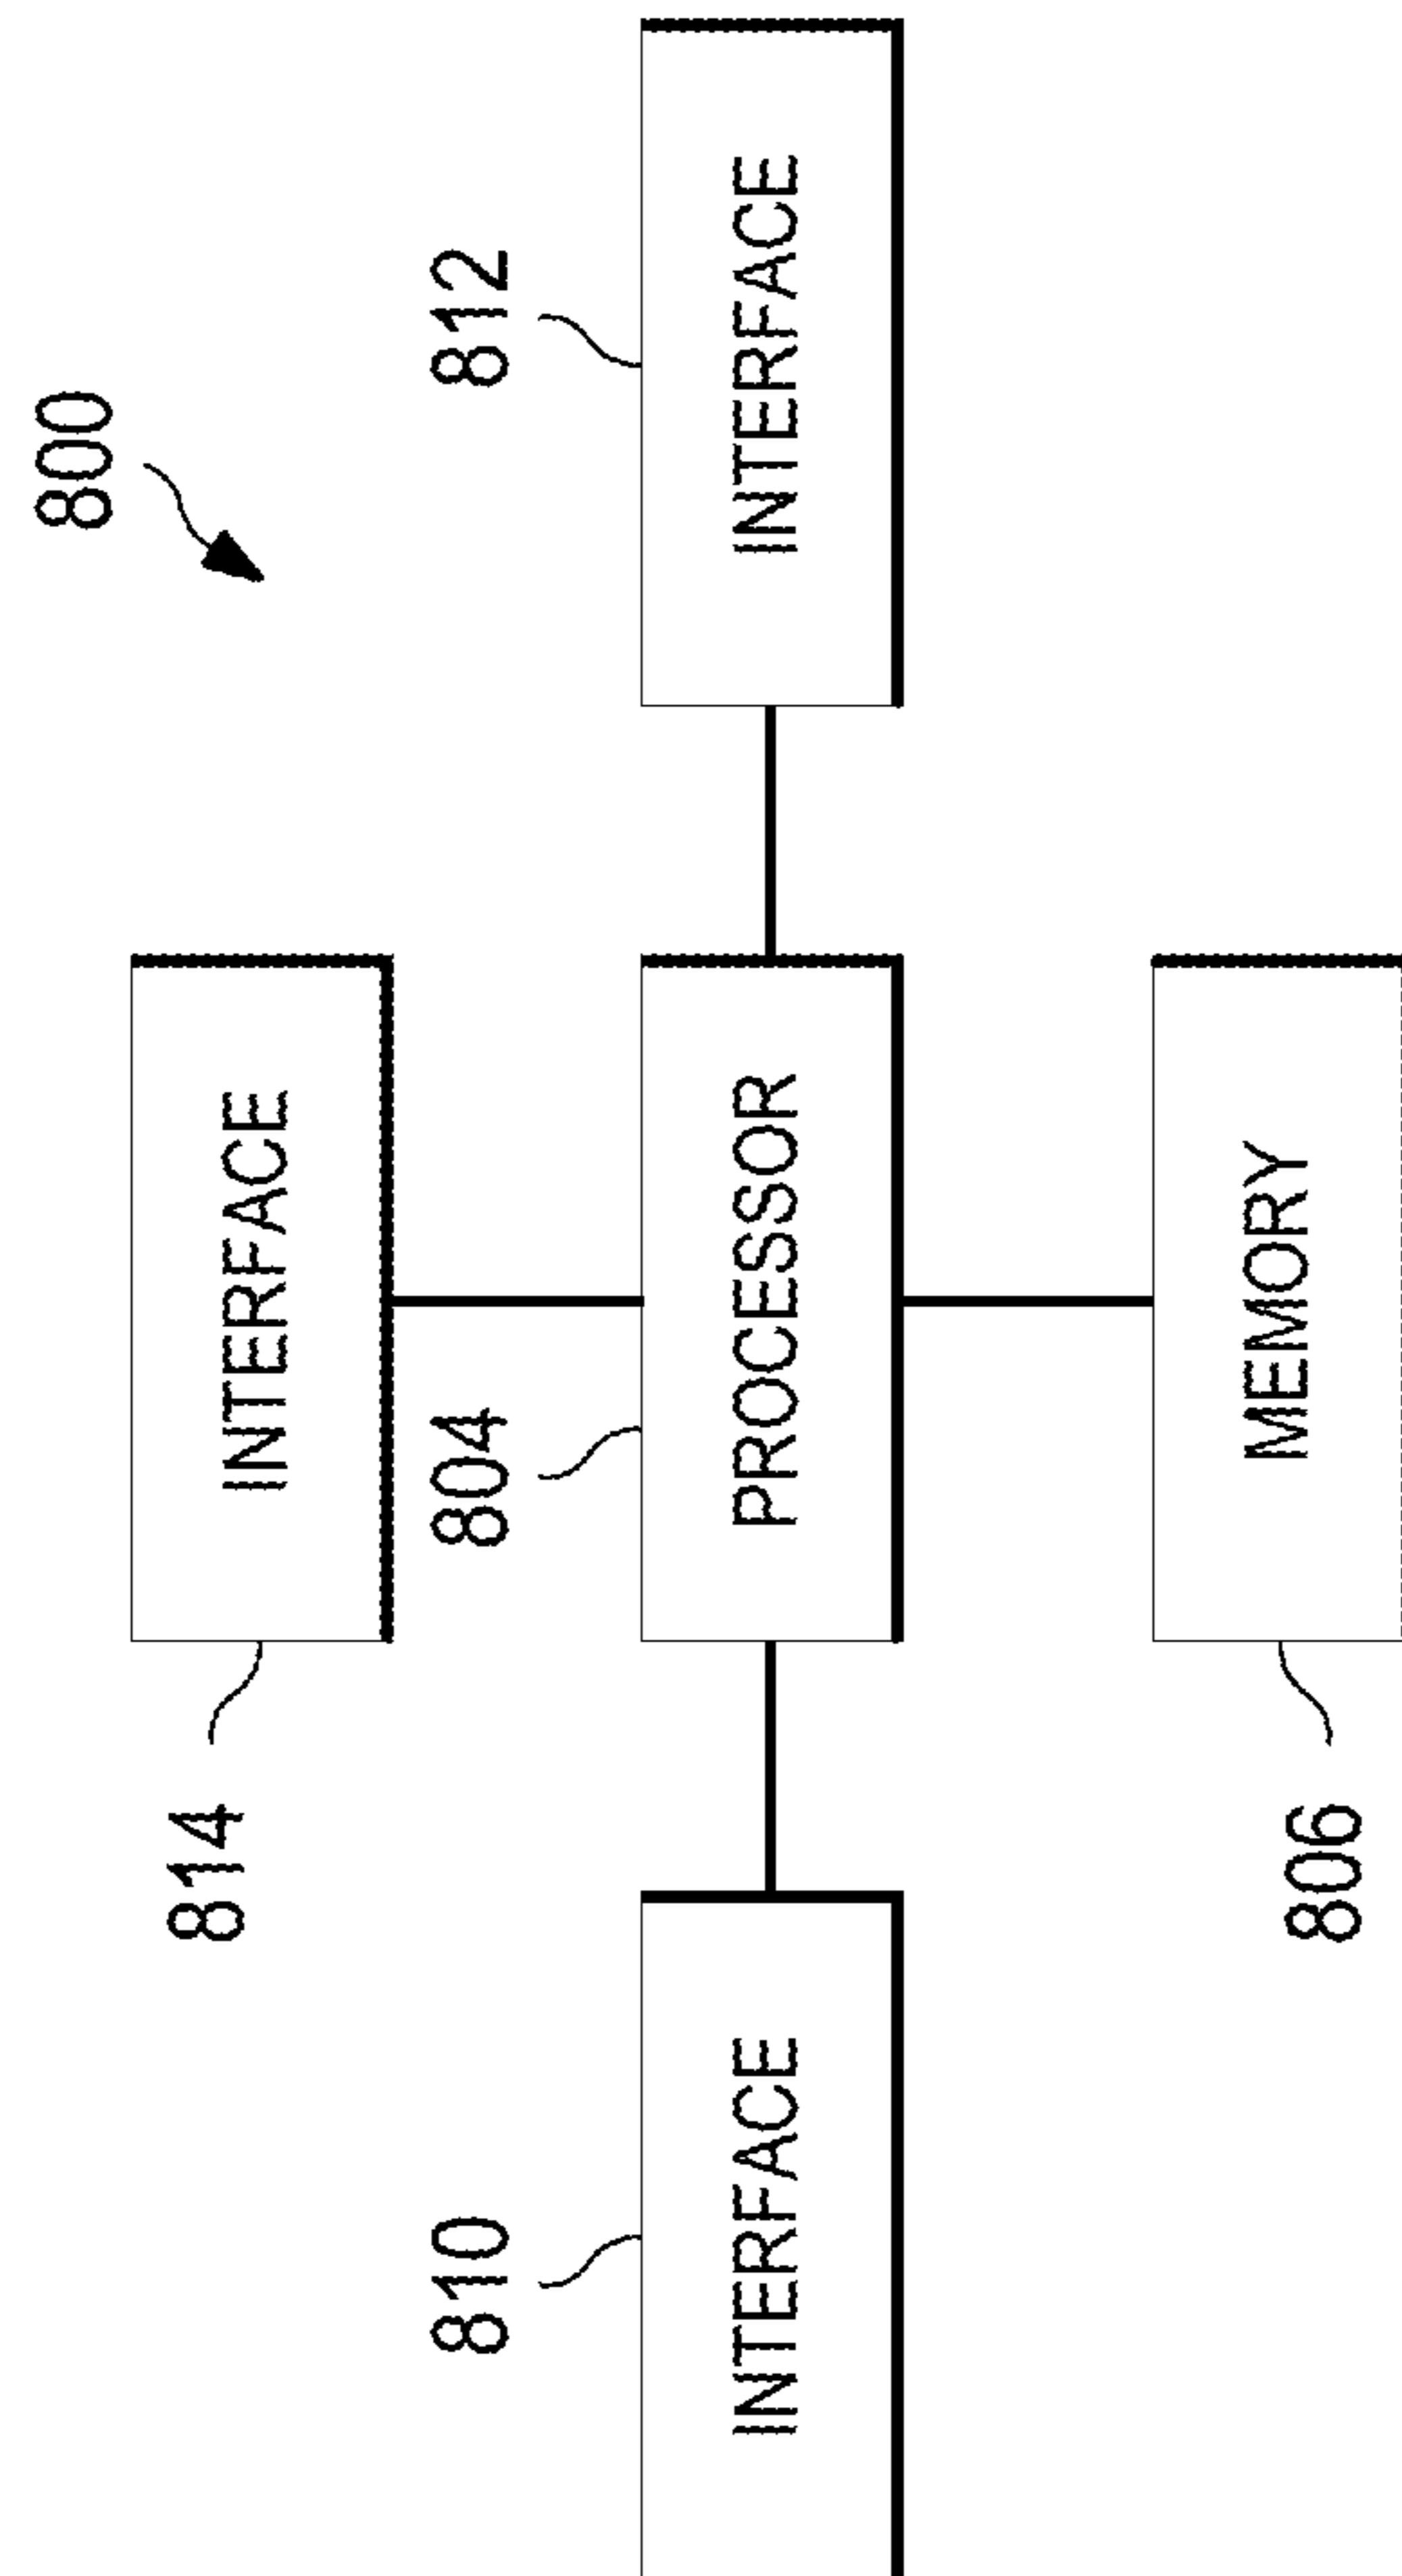 800
814
INTERFACE
810
804
812
INTERFACE
PROCESSOR
INTERFACE
806
MEMORY